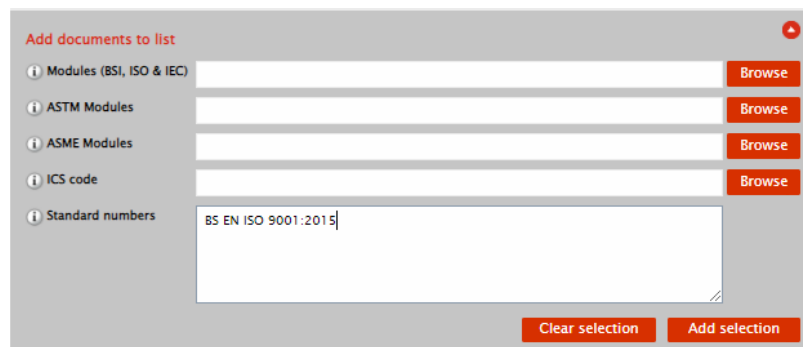 Add documents to list
Modules (BSI, ISO & IEC)
Browse
ASTM Modules
Browse
ASME Modules
Browse
ICS code
Browse
Standard numbers
BS EN ISO 9001:2015
Clear selection
Add selection